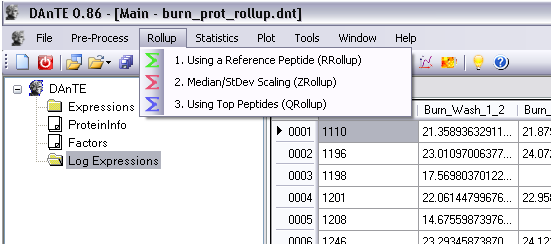 DAnTE 0.86 - [Main - burn_prot_rollup.dnt]
File Pre-Process Rollup Statistics Plot Tools Window Help
1. Using a Reference Peptide (RRollup)
2. Median/StDev Scaling (ZRollup)
3. Using Top Peptides (QRollup)
DAnTE
Expressions
ProteinInfo
Factors
Log Expressions
Burn_Wash_1_2 Burn_
0001 1110 21.35893632911... 21.879
0002 1196 23.01097006377... 24.072
0003 1198 17.56980370122...
0004 1201 22.06144799676... 22.958
0005 1208 14.67559873976...
0006 1246 23.29345873870 24.12